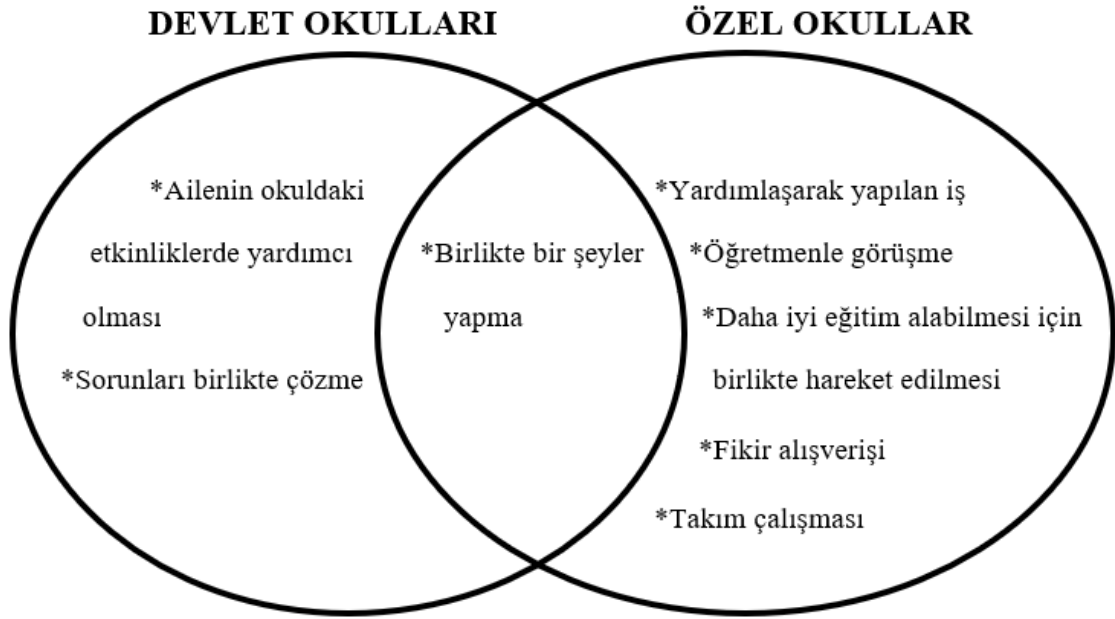 DEVLET OKULLARI
ÖZEL OKULLAR
*Ailenin okuldaki
etkinliklerde yardımcı
olması
*Sorunları birlikte çözme
*Birlikte bir şeyler
yapma
*Yardımlaşarak yapılan iş
*Öğretmenle görüşme
*Daha iyi eğitim alabilmesi için
birlikte hareket edilmesi
*Fikir alışverişi
*Takım çalışması